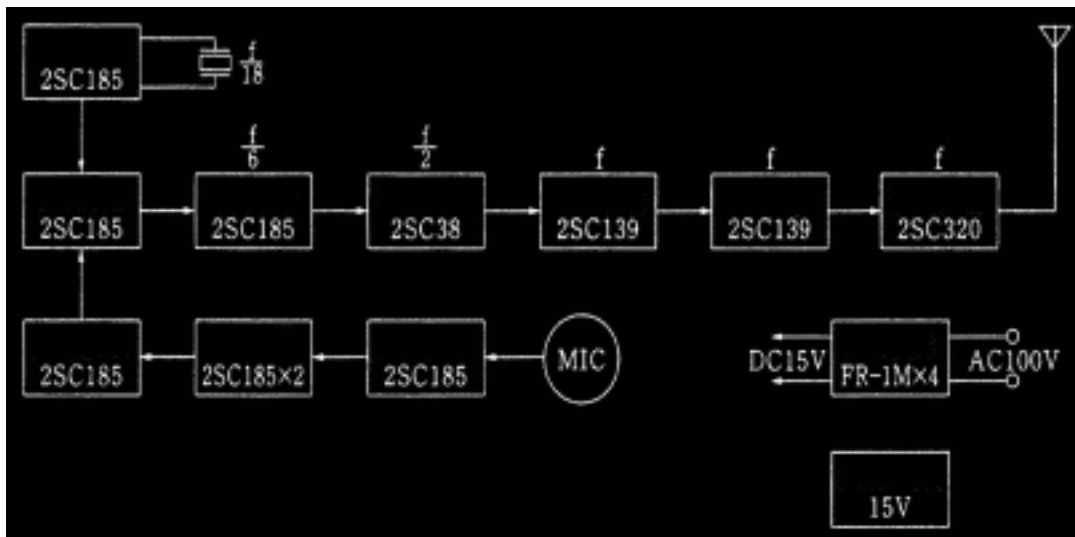 2SC185
f/18
f/6
f/2
f
f
f
2SC185
2SC185
2SC38
2SC139
2SC139
2SC320
2SC185
2SC185×2
2SC185
MIC
DC15V
FR-1M×4
AC100V
15V